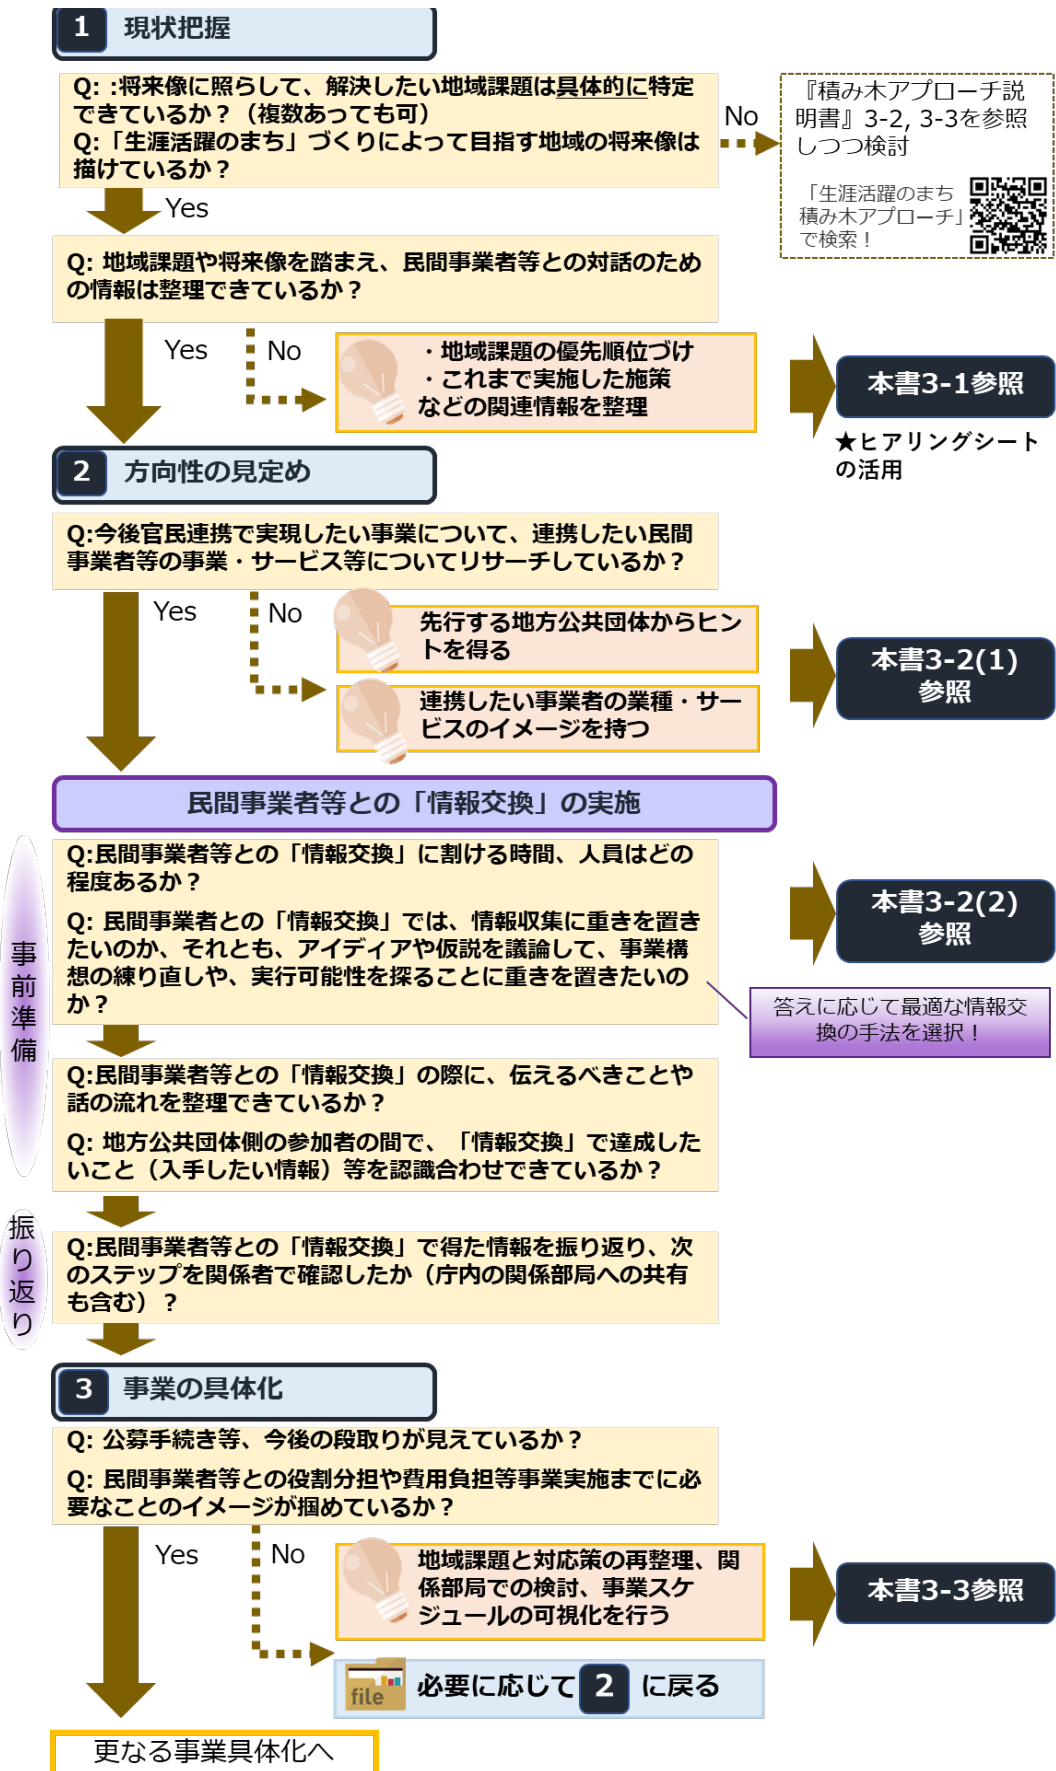 1 現状把握
Q: :将来像に照らして、解決したい地域課題は具体的に特定
できているか？（複数あっても可）
Q:「生涯活躍のまち」づくりによって目指す地域の将来像は
描けているか？
No
『積み木アプローチ説
明書』3-2, 3-3を参照
しつつ検討
「生涯活躍のまち
積み木アプローチ」
で検索！
Yes
Q: 地域課題や将来像を踏まえ、民間事業者等との対話のため
の情報は整理できているか？
Yes
No
・地域課題の優先順位づけ
・これまで実施した施策
などの関連情報を整理
本書3-1参照
★ヒアリングシート
の活用
2 方向性の見定め
Q:今後官民連携で実現したい事業について、連携したい民間
事業者等の事業・サービス等についてリサーチしているか？
Yes
No
先行する地方公共団体からヒン
トを得る
連携したい事業者の業種・サー
ビスのイメージを持つ
本書3-2(1)
参照
民間事業者等との「情報交換」の実施
事前準備
Q:民間事業者等との「情報交換」に割ける時間、人員はどの
程度あるか？
Q: 民間事業者との「情報交換」では、情報収集に重きを置き
たいのか、それとも、アイディアや仮説を議論して、事業構
想の練り直しや、実行可能性を探ることに重きを置きたいの
か？
本書3-2(2)
参照
答えに応じて最適な情報交
換の手法を選択！
Q:民間事業者等との「情報交換」の際に、伝えるべきことや
話の流れを整理できているか？
Q: 地方公共団体側の参加者の間で、「情報交換」で達成した
いこと（入手したい情報）等を認識合わせできているか？
振り返り
Q:民間事業者等との「情報交換」で得た情報を振り返り、次
のステップを関係者で確認したか（庁内の関係部局への共有
も含む）？
3 事業の具体化
Q: 公募手続き等、今後の段取りが見えているか？
Q: 民間事業者等との役割分担や費用負担等事業実施までに必
要なことのイメージが掴めているか？
Yes
No
地域課題と対応策の再整理、関
係部局での検討、事業スケ
ジュールの可視化を行う
本書3-3参照
file
必要に応じて 2 に戻る
更なる事業具体化へ